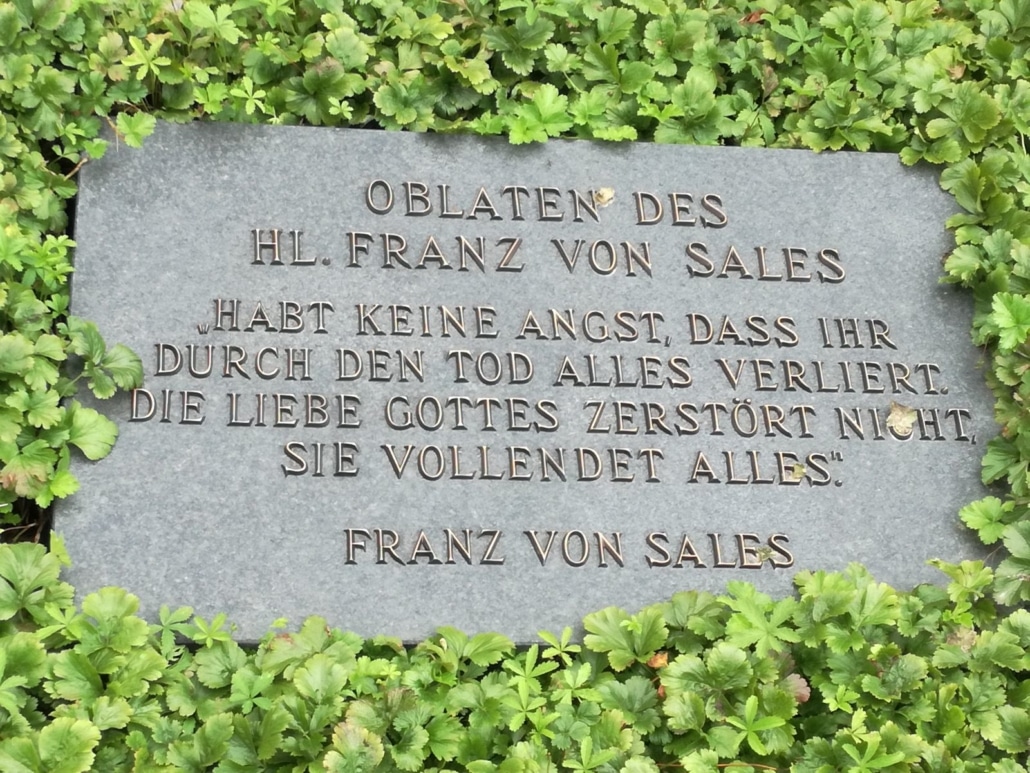 OBLATEN DES
HL. FRANZ VON SALES
„HABT KEINE ANGST, DASS IHR
DURCH DEN TOD ALLES VERLIERT.
DIE LIEBE GOTTES ZERSTÖRT NICHT,
SIE VOLLENDET ALLES".
FRANZ VON SALES